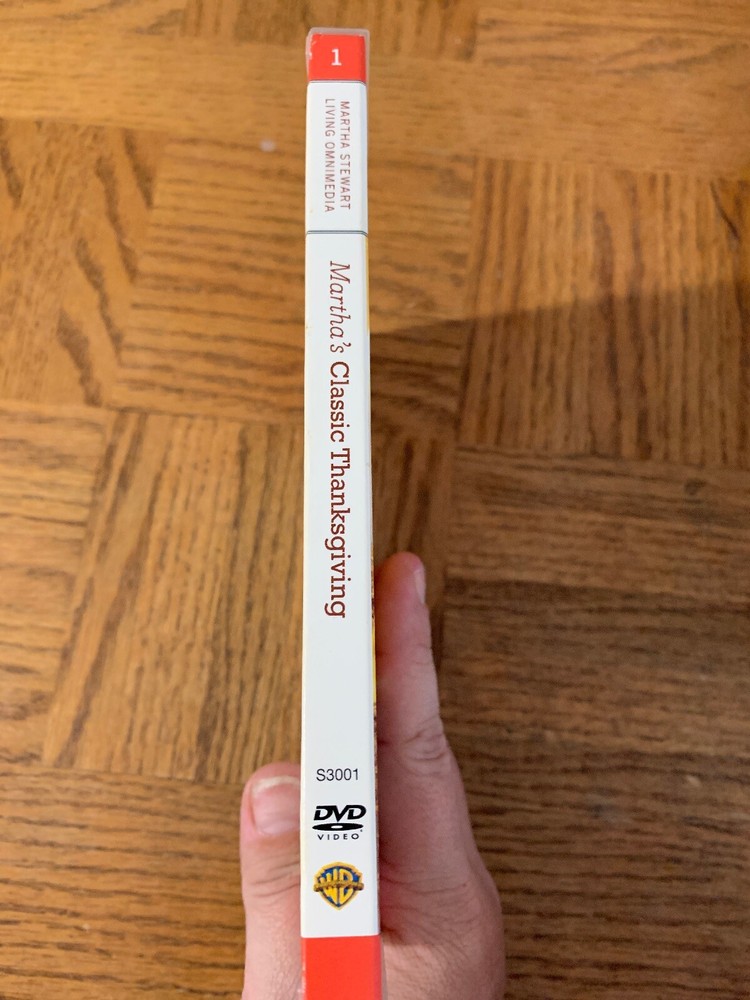 1
MARTHA STEWART
LIVING OMNIMEDIA
Martha's Classic Thanksgiving
S3001
DVD
VIDEO
WB